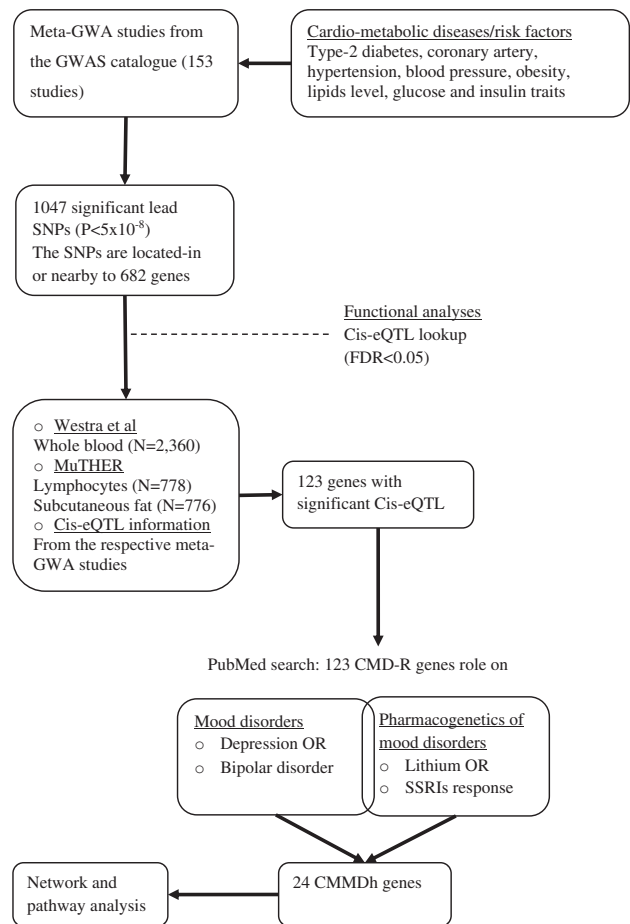 Meta-GWA studies from
the GWAS catalogue (153
studies)
Cardio-metabolic diseases/risk factors
Type-2 diabetes, coronary artery,
hypertension, blood pressure, obesity,
lipids level, glucose and insulin traits
1047 significant lead
SNPs (P<5x10⁻⁸)
The SNPs are located-in
or nearby to 682 genes
Functional analyses
Cis-eQTL lookup
(FDR<0.05)
○ Westra et al
Whole blood (N=2,360)
○ MuTHER
Lymphocytes (N=778)
Subcutaneous fat (N=776)
○ Cis-eQTL information
From the respective meta-
GWA studies
123 genes with
significant Cis-eQTL
PubMed search: 123 CMD-R genes role on
Mood disorders
○ Depression OR
○ Bipolar disorder
Pharmacogenetics of
mood disorders
○ Lithium OR
○ SSRIs response
24 CMMDh genes
Network and
pathway analysis